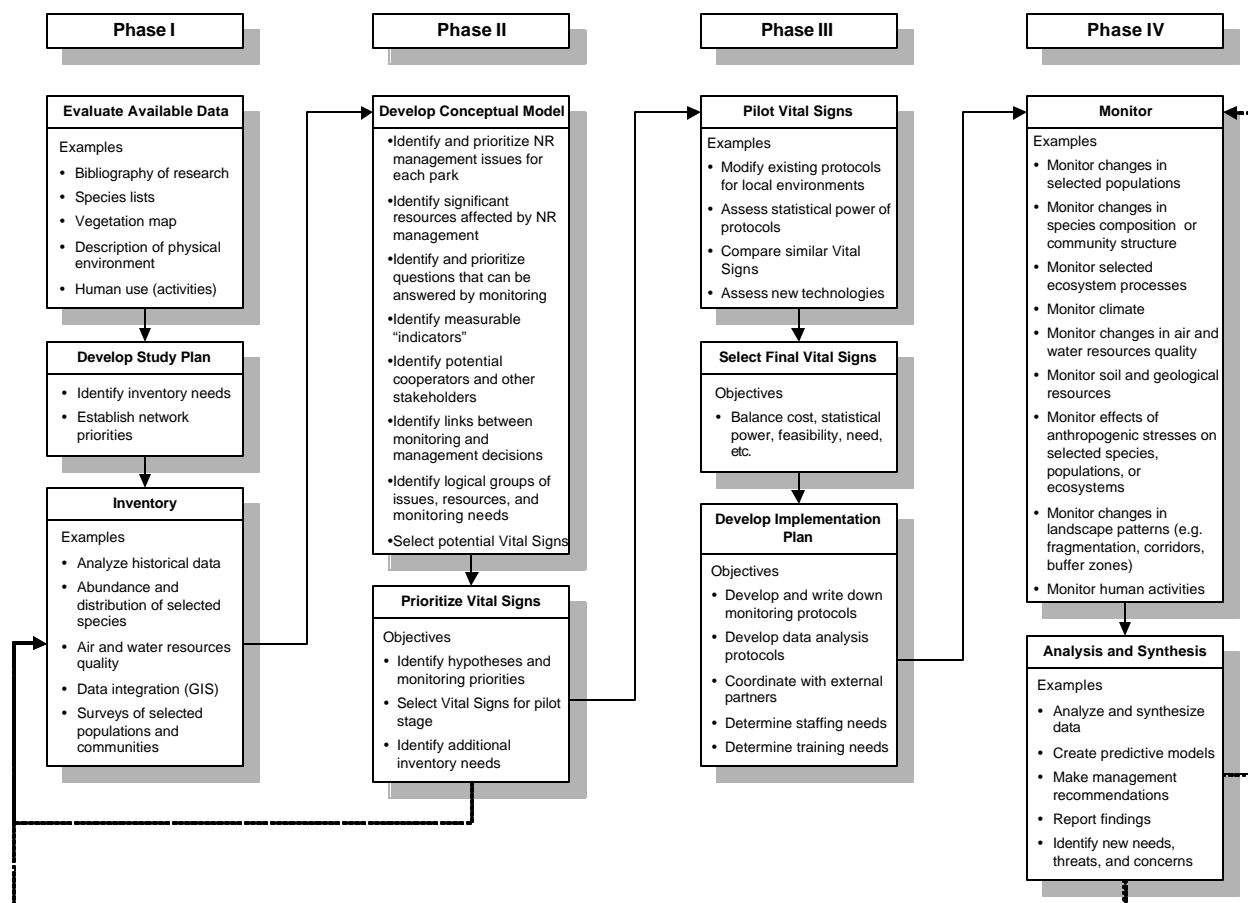 Phase I
Phase II
Phase III
Phase IV
Evaluate Available Data
Examples
• Bibliography of research
• Species lists
• Vegetation map
• Description of physical
environment
• Human use (activities)
Develop Study Plan
• Identify inventory needs
• Establish network
priorities
Inventory
Examples
• Analyze historical data
• Abundance and
distribution of selected
species
• Air and water resources
quality
• Data integration (GIS)
• Surveys of selected
populations and
communities
Develop Conceptual Model
•Identify and prioritize NR
management issues for
each park
•Identify significant
resources affected by NR
management
•Identify and prioritize
questions that can be
answered by monitoring
•Identify measurable
“indicators”
•Identify potential
cooperators and other
stakeholders
•Identify links between
monitoring and
management decisions
•Identify logical groups of
issues, resources, and
monitoring needs
•Select potential Vital Signs
Prioritize Vital Signs
Objectives
• Identify hypotheses and
monitoring priorities
• Select Vital Signs for pilot
stage
• Identify additional
inventory needs
Pilot Vital Signs
Examples
• Modify existing protocols
for local environments
• Assess statistical power of
protocols
• Compare similar Vital
Signs
• Assess new technologies
Select Final Vital Signs
Objectives
• Balance cost, statistical
power, feasibility, need,
etc.
Develop Implementation
Plan
Objectives
• Develop and write down
monitoring protocols
• Develop data analysis
protocols
• Coordinate with external
partners
• Determine staffing needs
• Determine training needs
Monitor
Examples
• Monitor changes in
selected populations
• Monitor changes in
species composition or
community structure
• Monitor selected
ecosystem processes
• Monitor climate
• Monitor changes in air and
water resources quality
• Monitor soil and geological
resources
• Monitor effects of
anthropogenic stresses on
selected species,
populations, or
ecosystems
• Monitor changes in
landscape patterns (e.g.
fragmentation, corridors,
buffer zones)
• Monitor human activities
Analysis and Synthesis
Examples
• Analyze and synthesize
data
• Create predictive models
• Make management
recommendations
• Report findings
• Identify new needs,
threats, and concerns